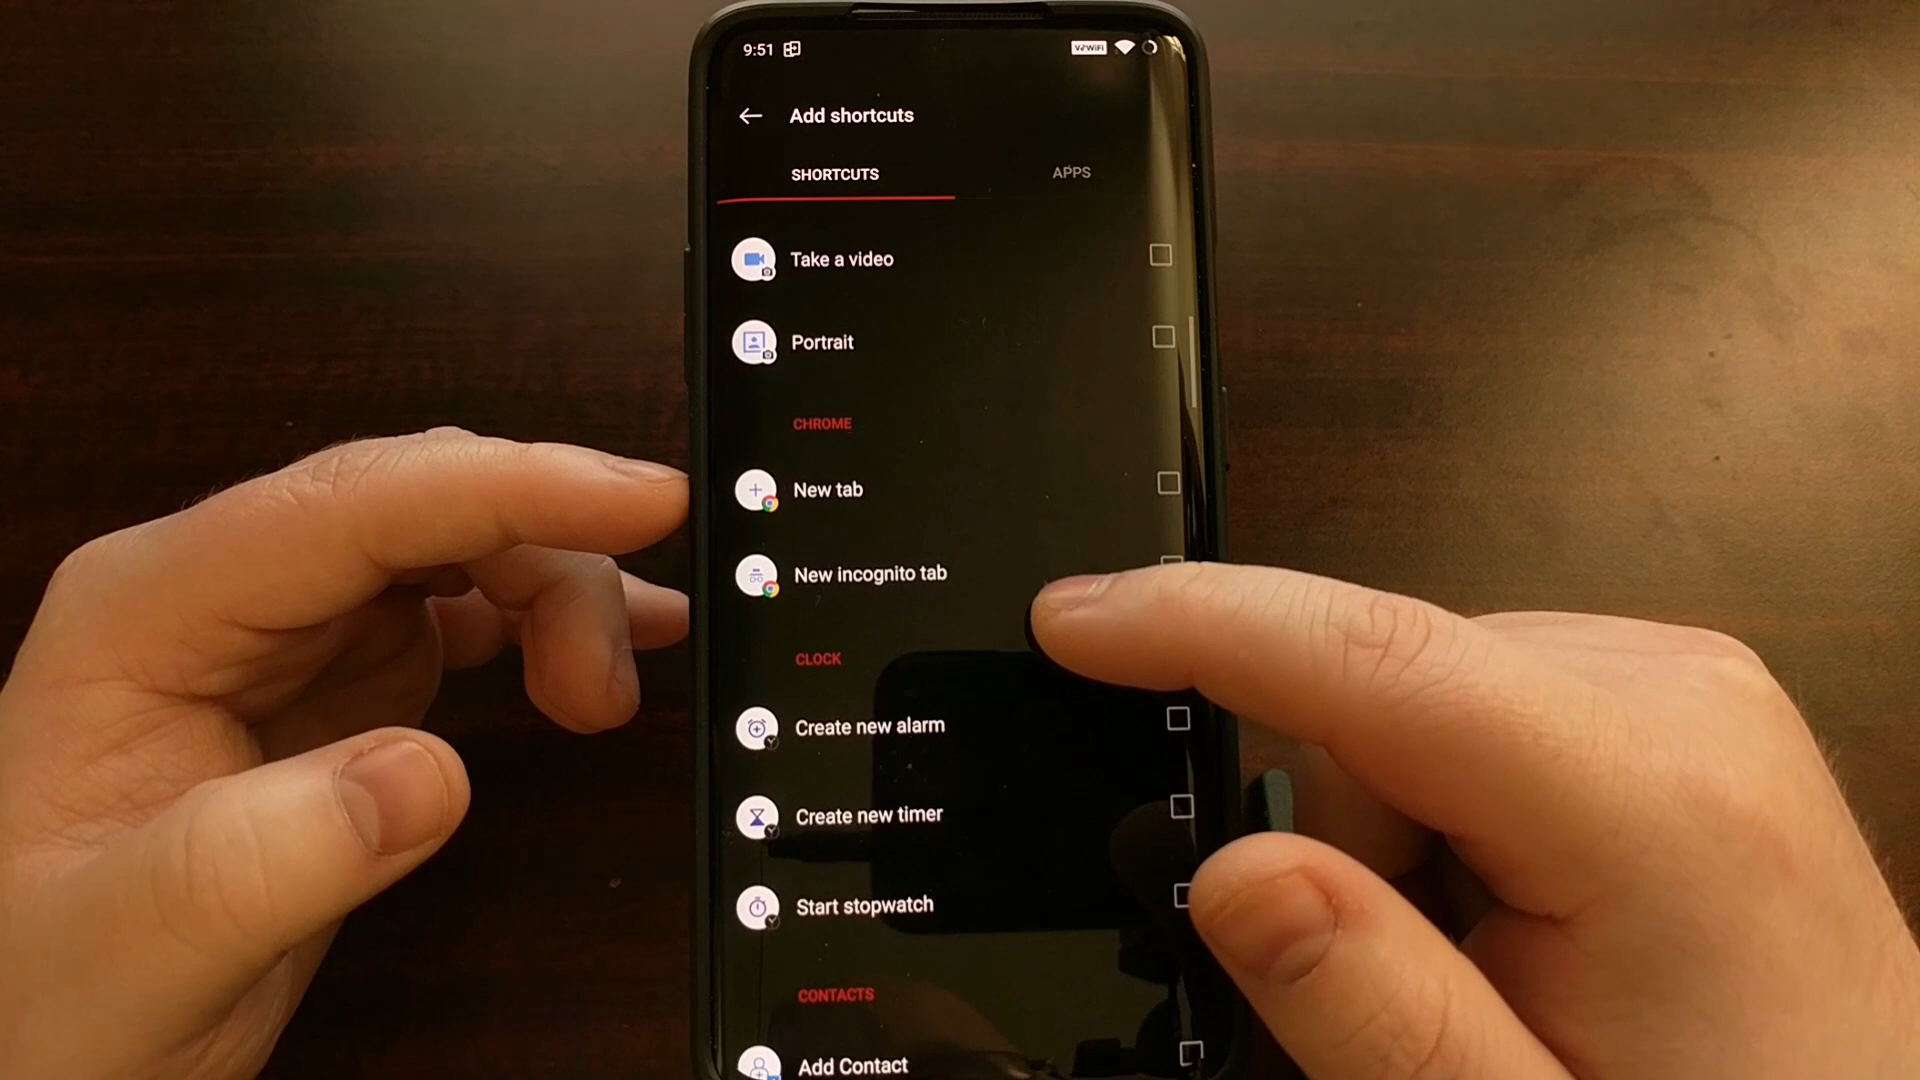 9:51
VoWiFi
Add shortcuts
SHORTCUTS
APPS
Take a video
Portrait
CHROME
New tab
New incognito tab
CLOCK
Create new alarm
Create new timer
Start stopwatch
CONTACTS
Add Contact